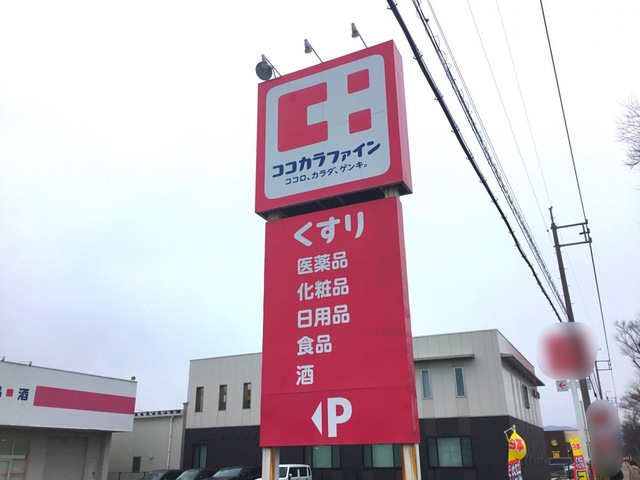 ココカラファイン
ココロ、カラダ、ゲンキ。
くすり
医薬品
化粧品
日用品
食品
酒
P
酒